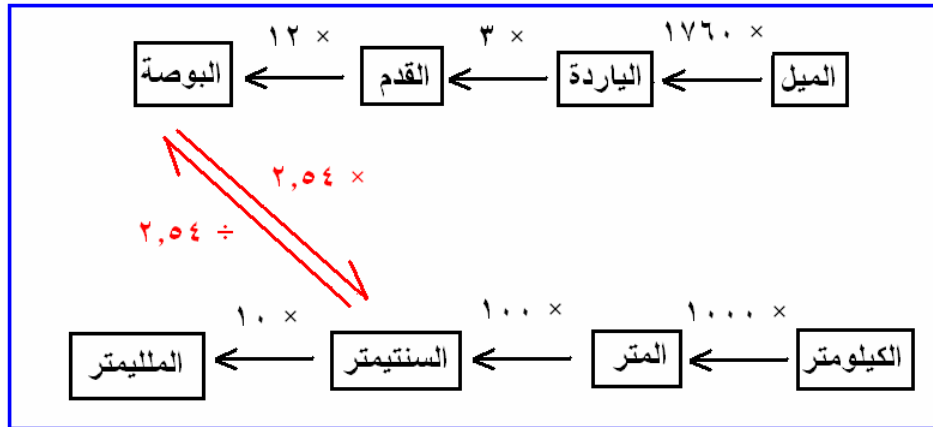 × ١٧٦٠ × ٣ × ١٢
الميل الياردة القدم البوصة
× ٢,٥٤
÷ ٢,٥٤
× ١٠٠٠ × ١٠٠ × ١٠
الكيلومتر المتر السنتيمتر الملليمتر